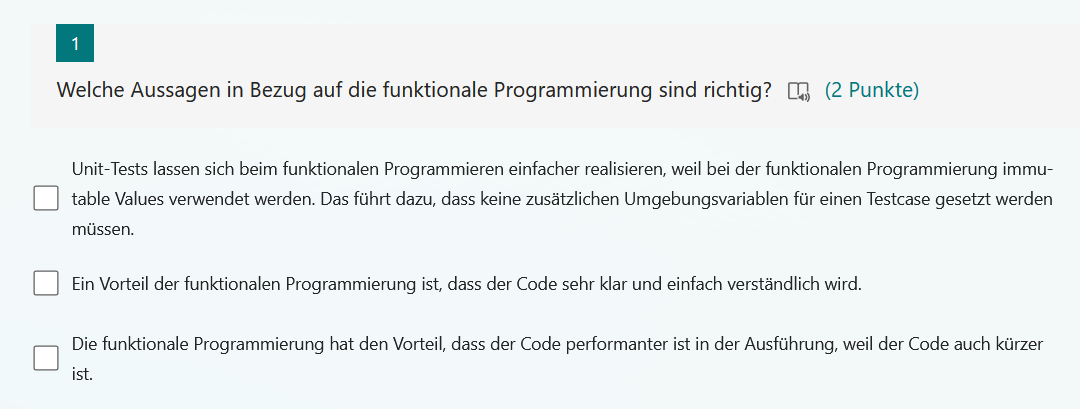 1
Welche Aussagen in Bezug auf die funktionale Programmierung sind richtig? (2 Punkte)
Unit-Tests lassen sich beim funktionalen Programmieren einfacher realisieren, weil bei der funktionalen Programmierung immu-
table Values verwendet werden. Das führt dazu, dass keine zusätzlichen Umgebungsvariablen für einen Testcase gesetzt werden
müssen.
Ein Vorteil der funktionalen Programmierung ist, dass der Code sehr klar und einfach verständlich wird.
Die funktionale Programmierung hat den Vorteil, dass der Code performanter ist in der Ausführung, weil der Code auch kürzer
ist.